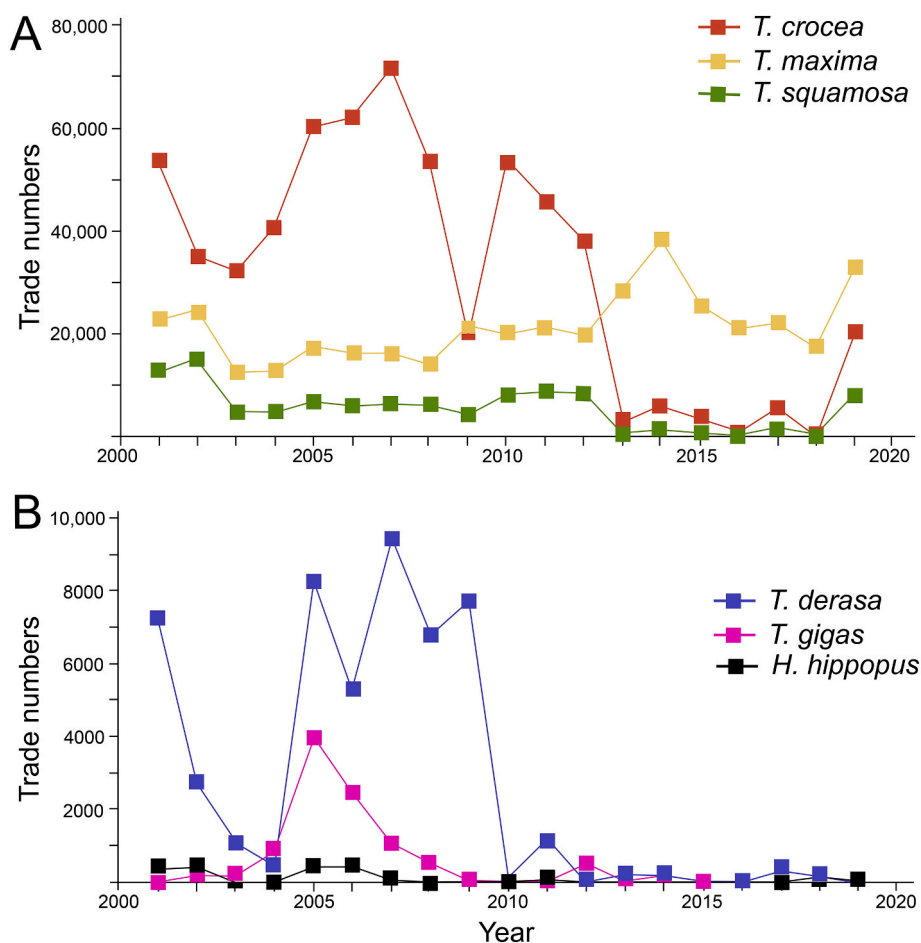 A
80,000
60,000
40,000
20,000
Trade numbers
T. crocea
T. maxima
T. squamosa
2000 2005 2010 2015 2020
B
10,000
8000
6000
4000
2000
Trade numbers
T. derasa
T. gigas
H. hippopus
2000 2005 2010 2015 2020
Year